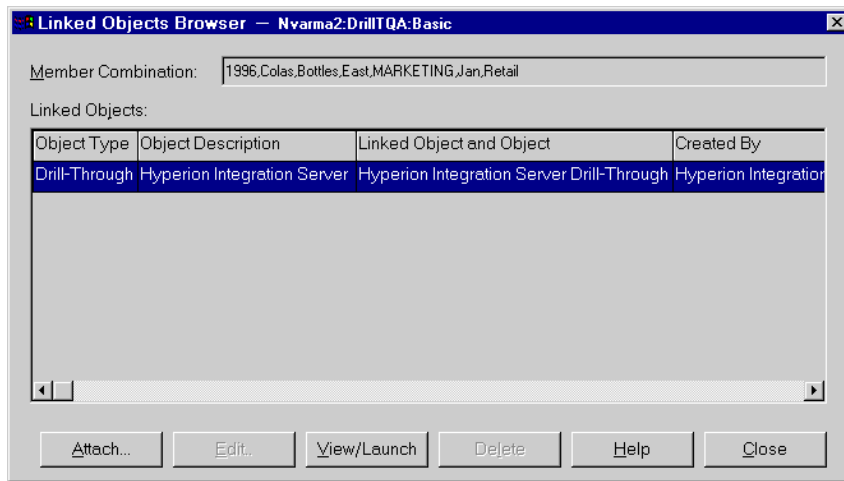 Linked Objects Browser — Nvarma2:DrillTQA:Basic
Member Combination: 1996,Colas,Bottles,East,MARKETING,Jan,Retail
Linked Objects:
Object Type Object Description Linked Object and Object Created By
Drill-Through Hyperion Integration Server Hyperion Integration Server Drill-Through Hyperion Integration
Attach... Edit.. View/Launch Delete Help Close